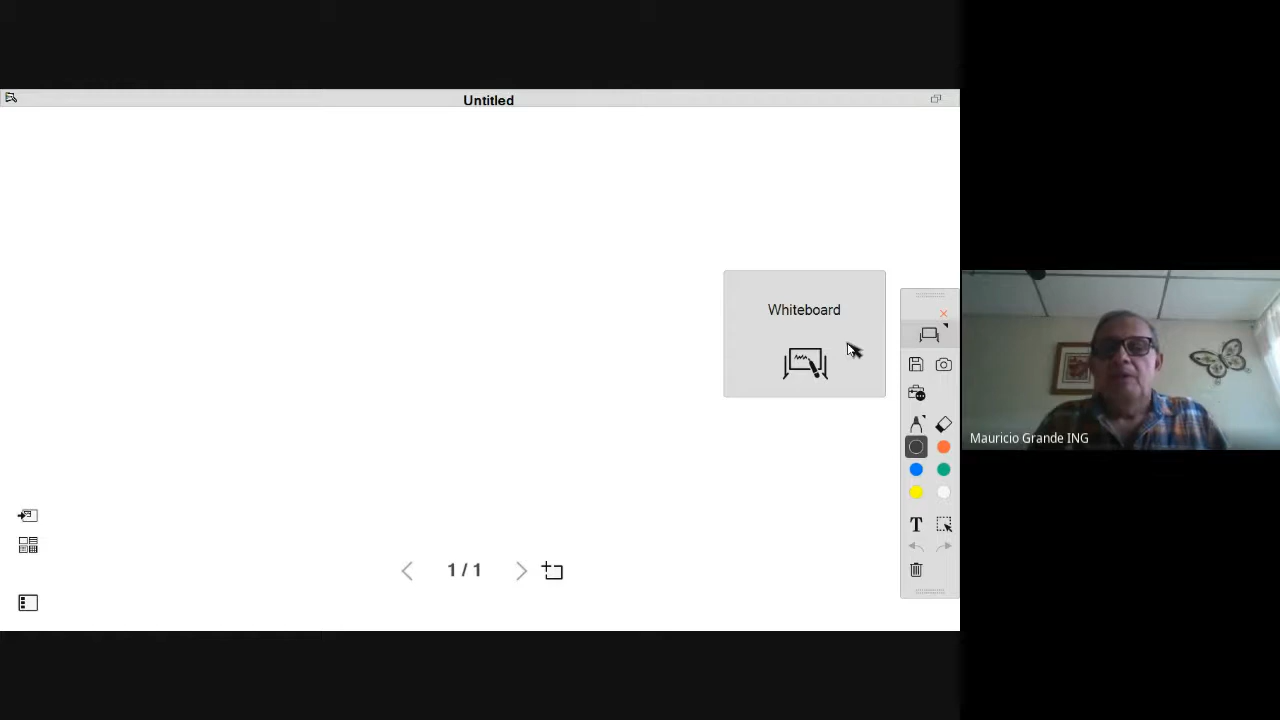 Untitled
Whiteboard
T
1 / 1
Mauricio Grande ING